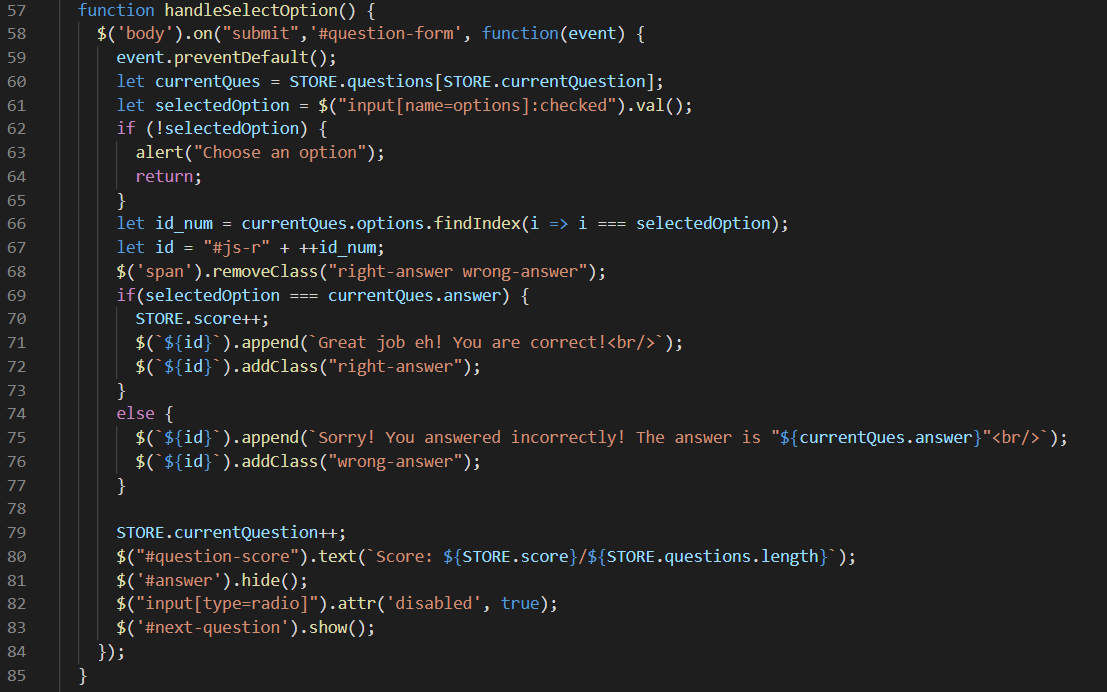 57 function handleSelectOption() {
58 $('body').on("submit",'#question-form', function(event) {
59 event.preventDefault();
60 let currentQues = STORE.questions[STORE.currentQuestion];
61 let selectedOption = $("input[name=options]:checked").val();
62 if (!selectedOption) {
63 alert("Choose an option");
64 return;
65 }
66 let id_num = currentQues.options.findIndex(i => i === selectedOption);
67 let id = "#js-r" + ++id_num;
68 $('span').removeClass("right-answer wrong-answer");
69 if(selectedOption === currentQues.answer) {
70 STORE.score++;
71 $(`${id}`).append(`Great job eh! You are correct!<br/>`);
72 $(`${id}`).addClass("right-answer");
73 }
74 else {
75 $(`${id}`).append(`Sorry! You answered incorrectly! The answer is "${currentQues.answer}"<br/>`);
76 $(`${id}`).addClass("wrong-answer");
77 }
78
79 STORE.currentQuestion++;
80 $("#question-score").text(`Score: ${STORE.score}/${STORE.questions.length}`);
81 $('#answer').hide();
82 $("input[type=radio]").attr('disabled', true);
83 $('#next-question').show();
84 });
85 }